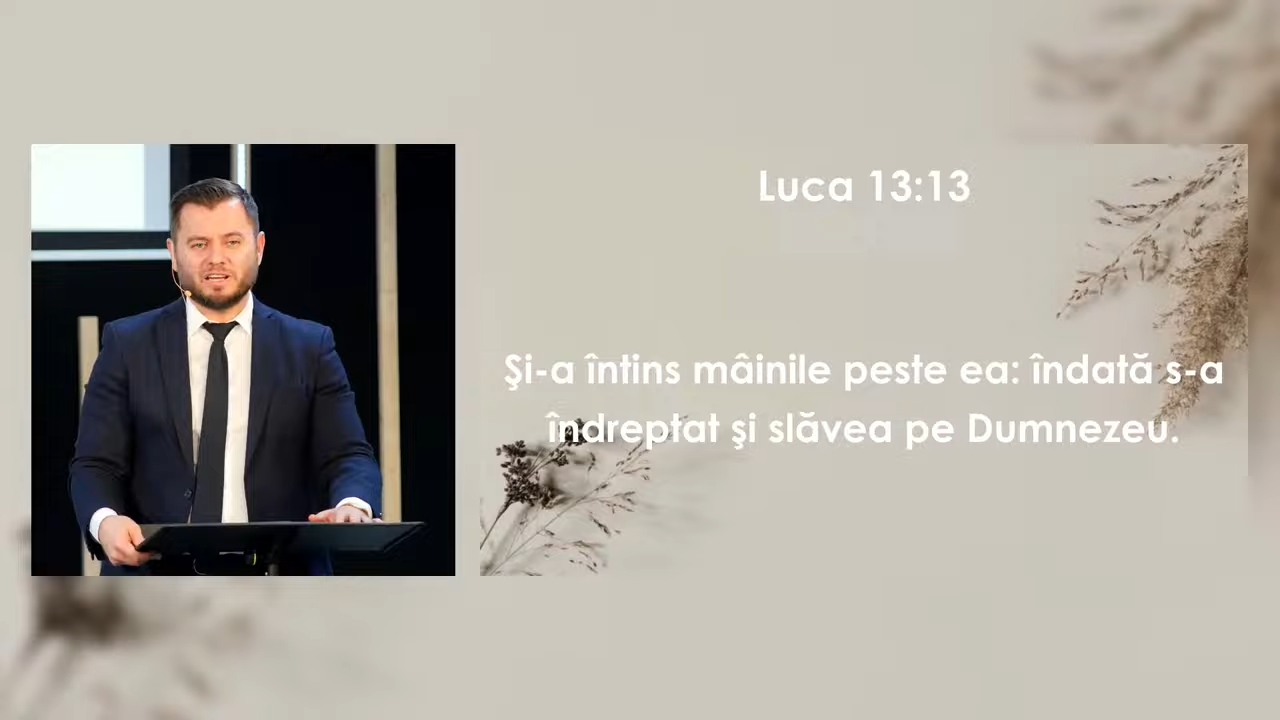 Luca 13:13
Şi-a întins mâinile peste ea: îndată s-a
îndreptat şi slăvea pe Dumnezeu.